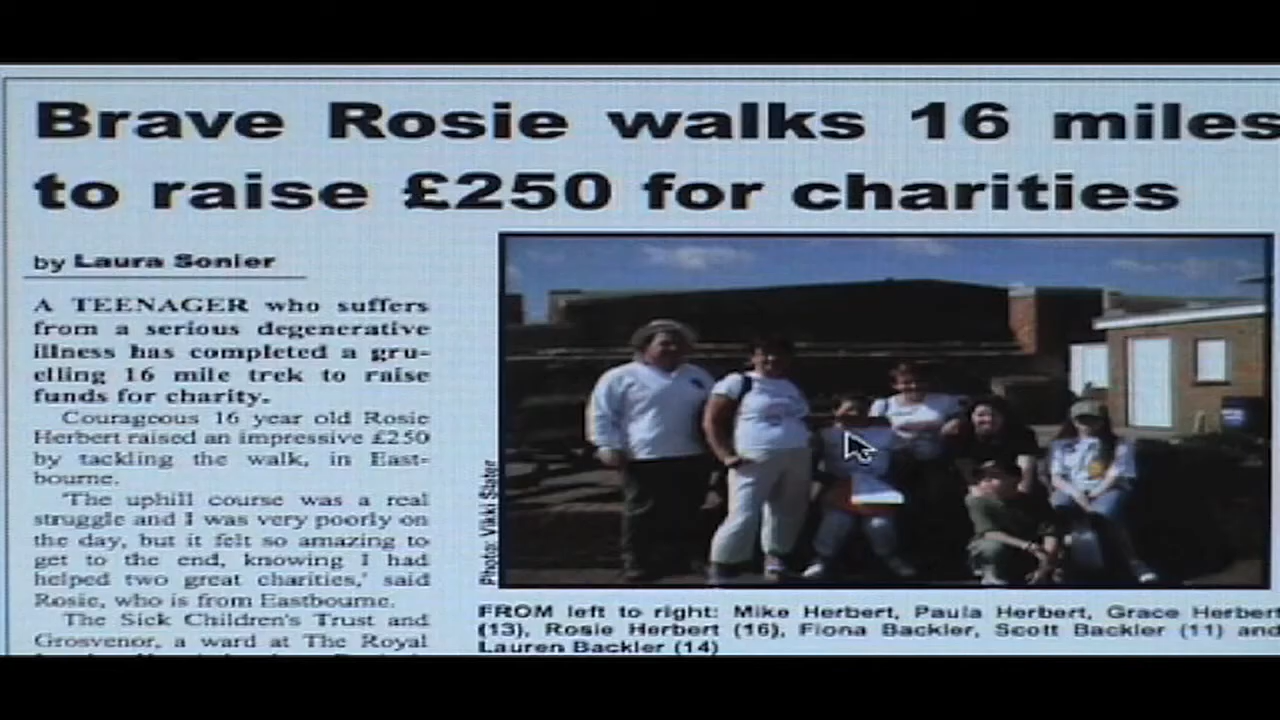 Brave Rosie walks 16 miles
to raise £250 for charities
by Laura Sonier
A TEENAGER who suffers
from a serious degenerative
illness has completed a gru-
elling 16 mile trek to raise
funds for charity.
Courageous 16 year old Rosie
Herbert raised an impressive £250
by tackling the walk, in East-
bourne.
'The uphill course was a real
struggle and I was very poorly on
the day, but it felt so amazing to
get to the end, knowing I had
helped two great charities,' said
Rosie, who is from Eastbourne.
The Sick Children's Trust and
Grosvenor, a ward at The Royal
Photo: Vikki Slater
FROM left to right: Mike Herbert, Paula Herbert, Grace Herbert
(13), Rosie Herbert (16), Fiona Backler, Scott Backler (11) and
Lauren Backler (14)